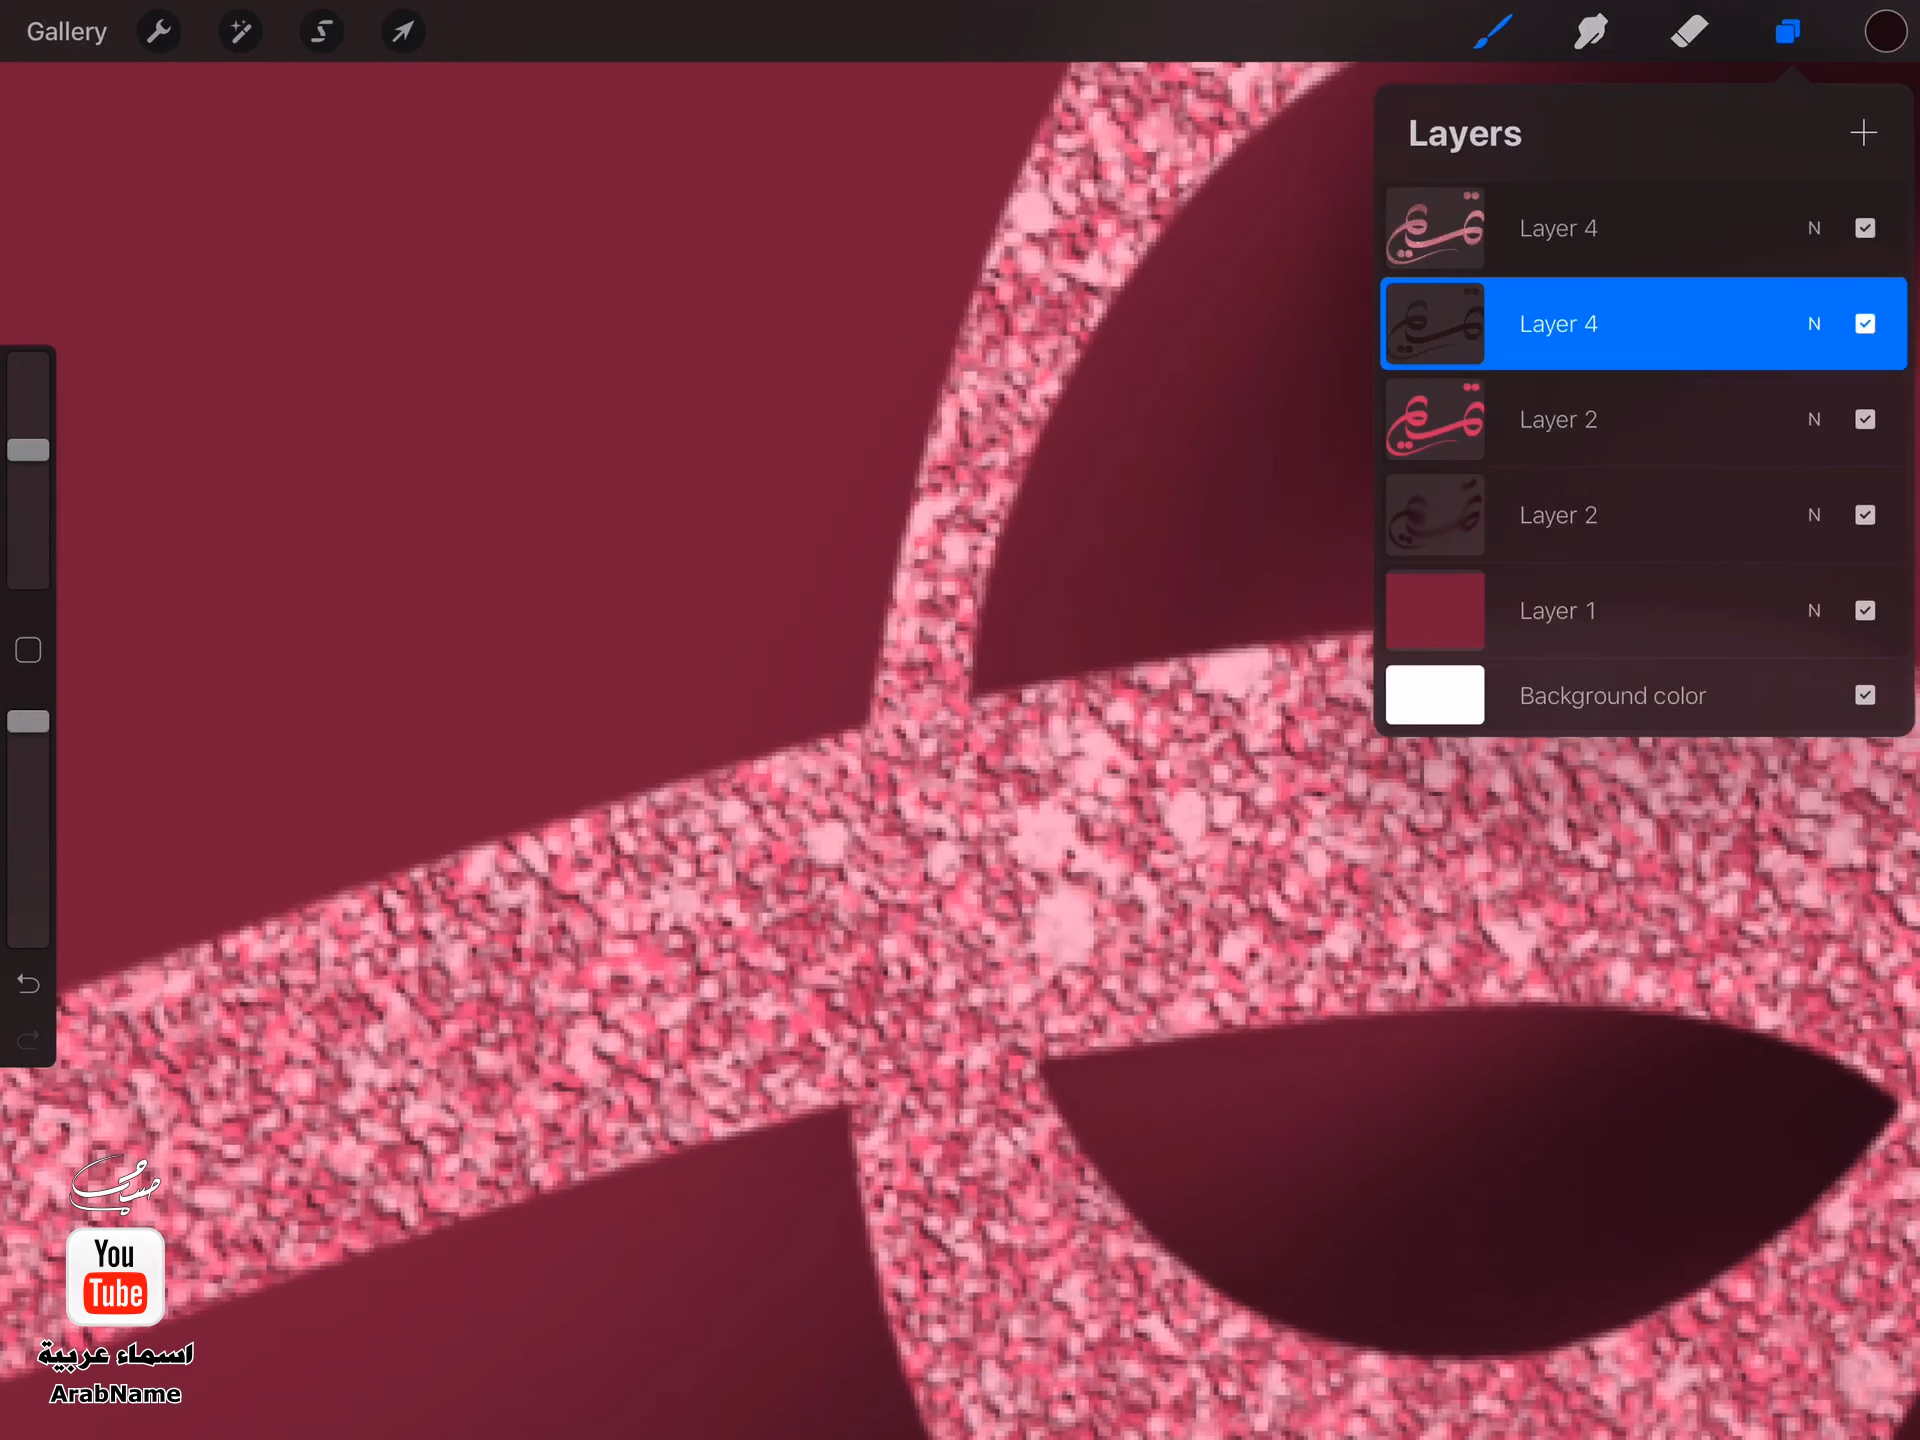 Gallery
Layers
Layer 4 N
Layer 4 N
Layer 2 N
Layer 2 N
Layer 1 N
Background color
You
Tube
اسماء عربية
ArabName